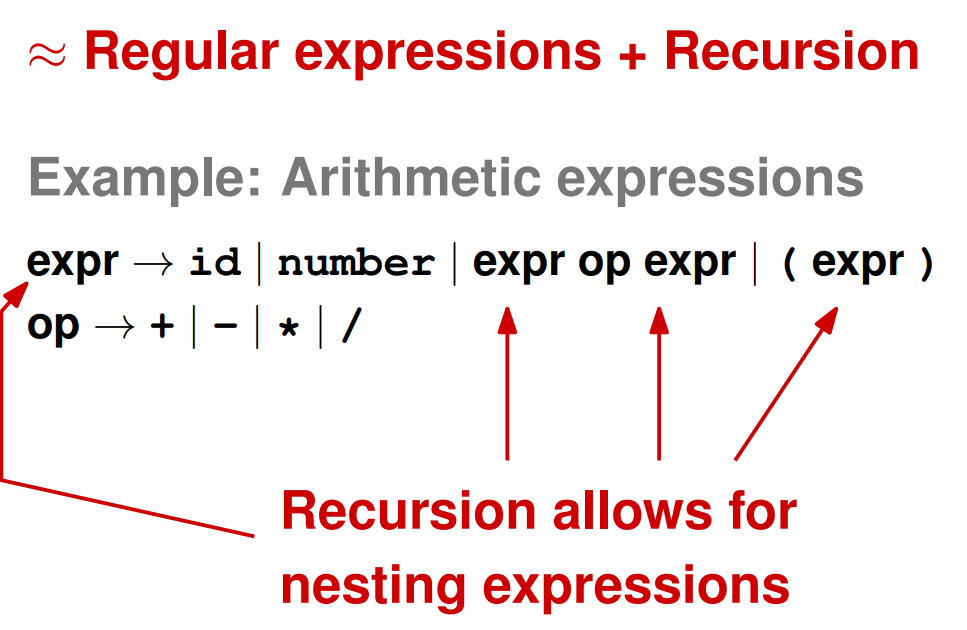 ≈ Regular expressions + Recursion
Example: Arithmetic expressions
expr → id | number | expr op expr | ( expr )
op → + | - | * | /
Recursion allows for
nesting expressions